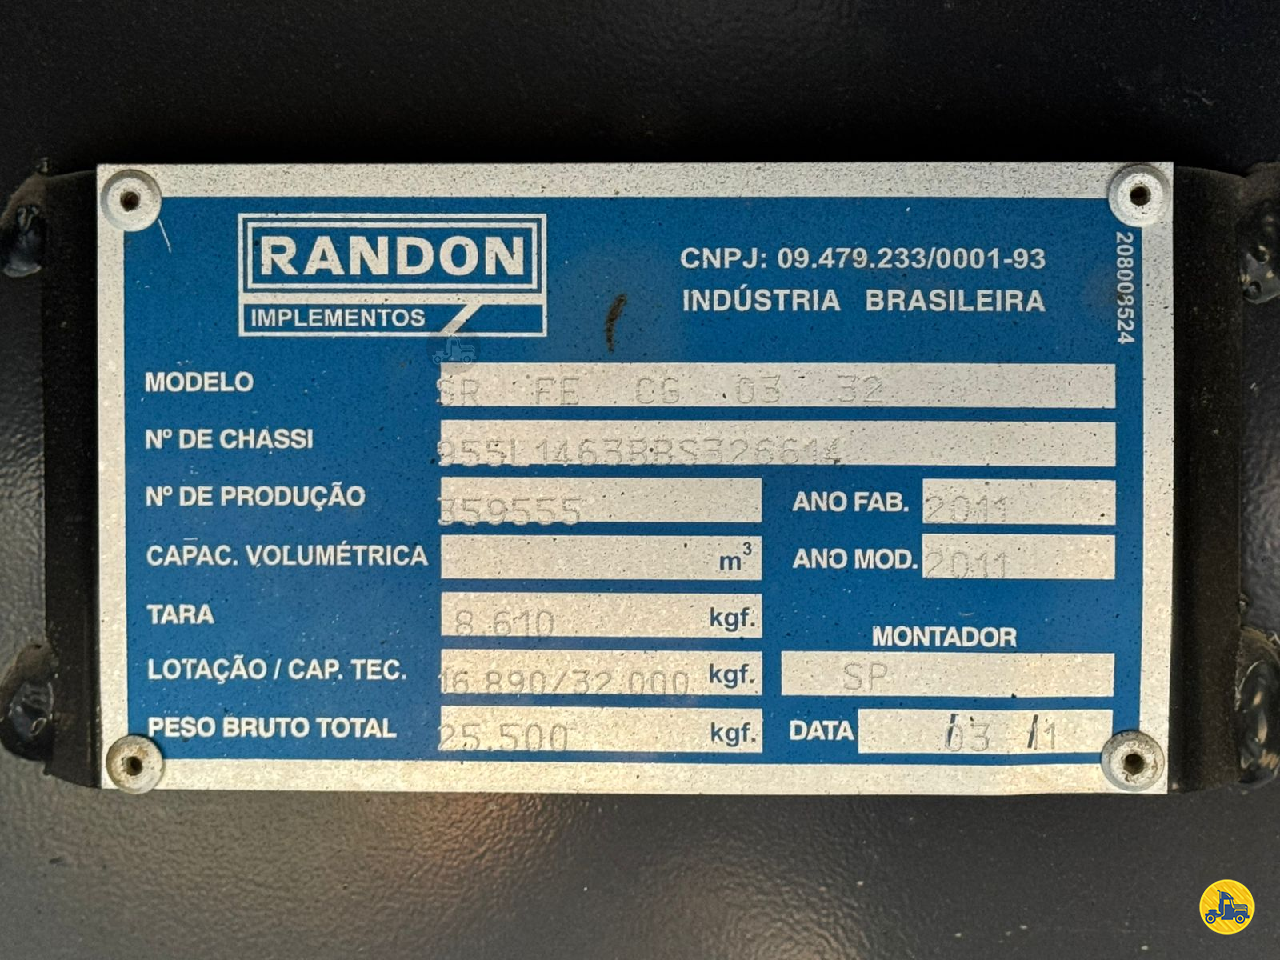 RANDON
IMPLEMENTOS
CNPJ: 09.479.233/0001-93
INDÚSTRIA BRASILEIRA
208008524
MODELO SR FE CG 03 32
Nº DE CHASSI 955L1463BBS326614
Nº DE PRODUÇÃO 359555 ANO FAB. 2011
CAPAC. VOLUMÉTRICA m³ ANO MOD. 2011
TARA 8.610 kgf.
MONTADOR
LOTAÇÃO / CAP. TEC. 16.890/32.000 kgf. SP
PESO BRUTO TOTAL 25.500 kgf. DATA / 03 /11